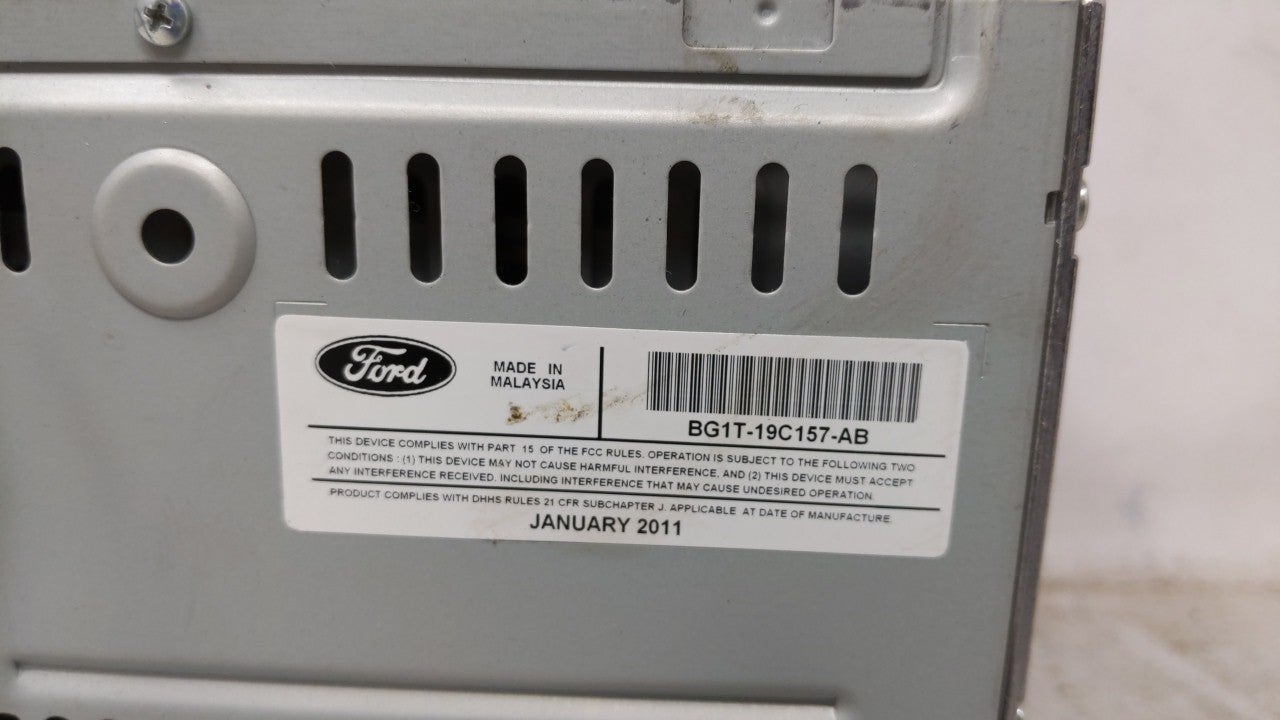 Ford
MADE IN
MALAYSIA
BG1T-19C157-AB
THIS DEVICE COMPLIES WITH PART 15 OF THE FCC RULES. OPERATION IS SUBJECT TO THE FOLLOWING TWO
CONDITIONS : (1) THIS DEVICE MAY NOT CAUSE HARMFUL INTERFERENCE, AND (2) THIS DEVICE MUST ACCEPT
ANY INTERFERENCE RECEIVED. INCLUDING INTERFERENCE THAT MAY CAUSE UNDESIRED OPERATION.
PRODUCT COMPLIES WITH DHHS RULES 21 CFR SUBCHAPTER J. APPLICABLE AT DATE OF MANUFACTURE.
JANUARY 2011